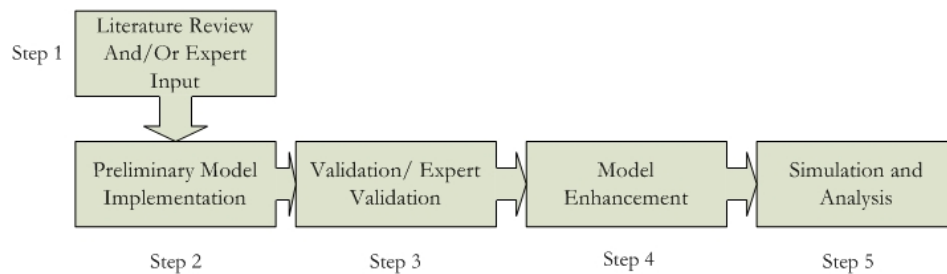 Literature Review
And/Or Expert
Input
Step 1
Preliminary Model
Implementation
Validation/ Expert
Validation
Model
Enhancement
Simulation and
Analysis
Step 2
Step 3
Step 4
Step 5